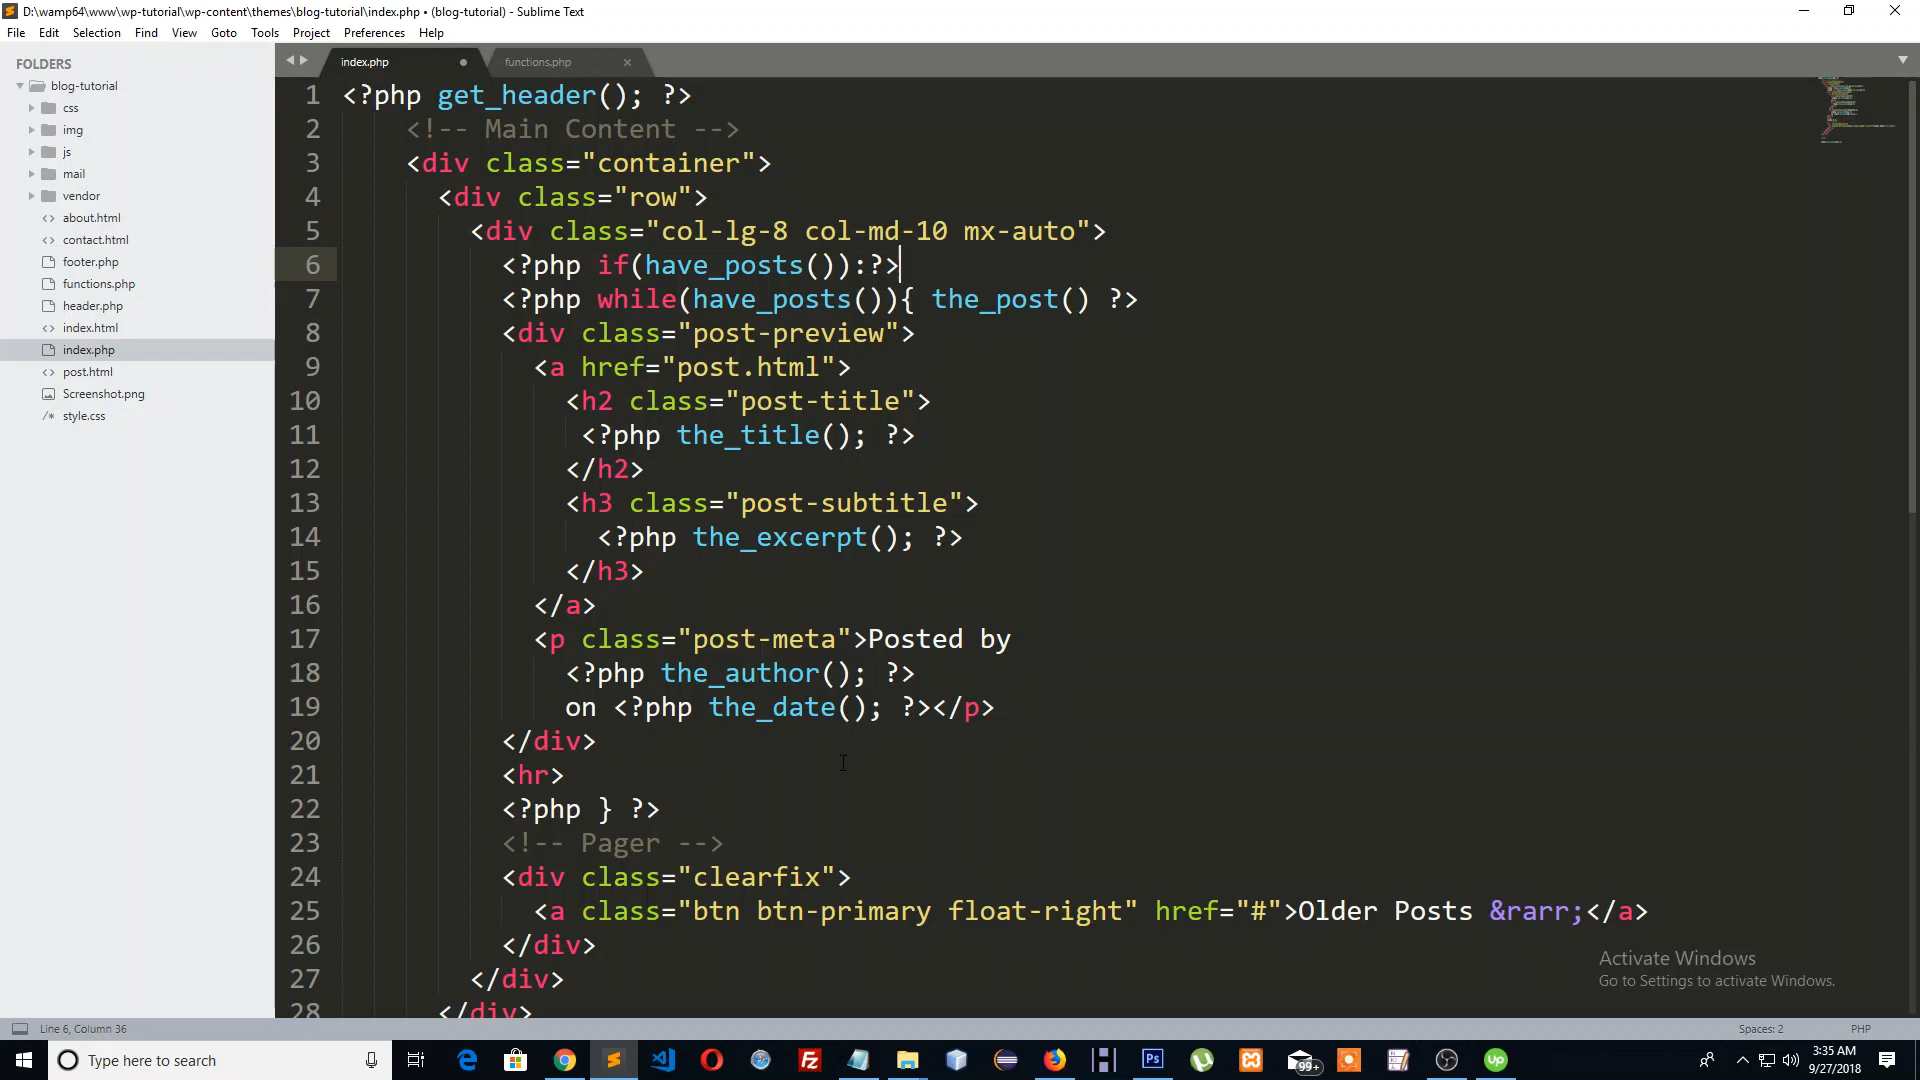 D:\wamp64\www\wp-tutorial\wp-content\themes\blog-tutorial\index.php • (blog-tutorial) - Sublime Text
File Edit Selection Find View Goto Tools Project Preferences Help
FOLDERS
blog-tutorial
css
img
js
mail
vendor
about.html
contact.html
footer.php
functions.php
header.php
index.html
index.php
post.html
Screenshot.png
style.css
index.php functions.php
1 <?php get_header(); ?>
2 <!-- Main Content -->
3 <div class="container">
4 <div class="row">
5 <div class="col-lg-8 col-md-10 mx-auto">
6 <?php if(have_posts()):?>
7 <?php while(have_posts()){ the_post() ?>
8 <div class="post-preview">
9 <a href="post.html">
10 <h2 class="post-title">
11 <?php the_title(); ?>
12 </h2>
13 <h3 class="post-subtitle">
14 <?php the_excerpt(); ?>
15 </h3>
16 </a>
17 <p class="post-meta">Posted by
18 <?php the_author(); ?>
19 on <?php the_date(); ?></p>
20 </div>
21 <hr>
22 <?php } ?>
23 <!-- Pager -->
24 <div class="clearfix">
25 <a class="btn btn-primary float-right" href="#">Older Posts &rarr;</a>
26 </div>
27 </div>
28 </div>
Activate Windows
Go to Settings to activate Windows.
Line 6, Column 36
Spaces: 2
PHP
Type here to search
99+
3:35 AM
9/27/2018